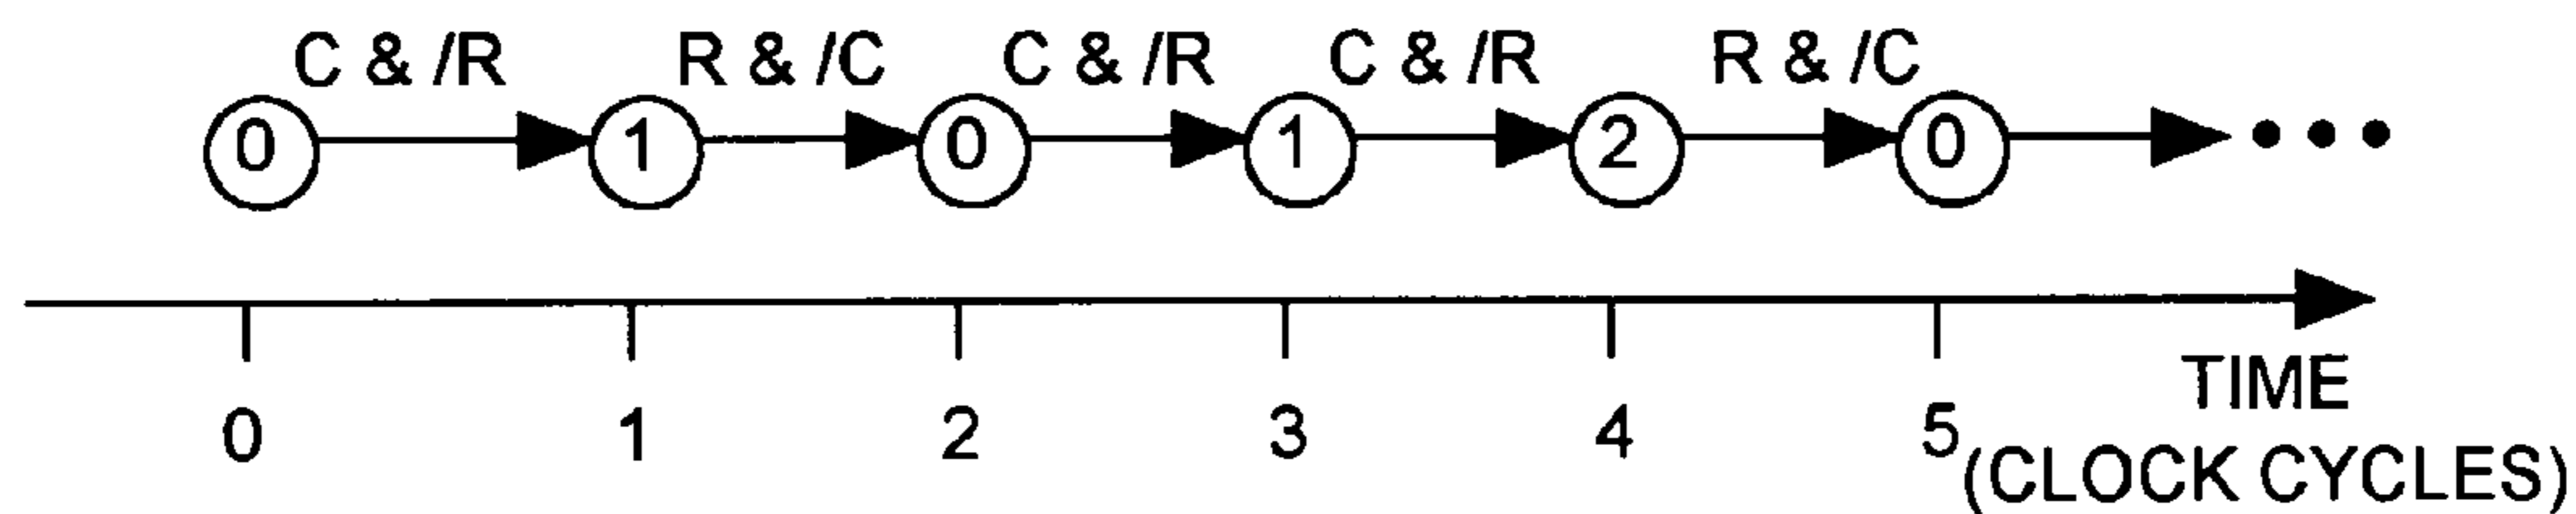 C & /R R & /C C & /R C & /R R & /C
0 1 0 1 2 0
0 1 2 3 4 5
TIME
(CLOCK CYCLES)